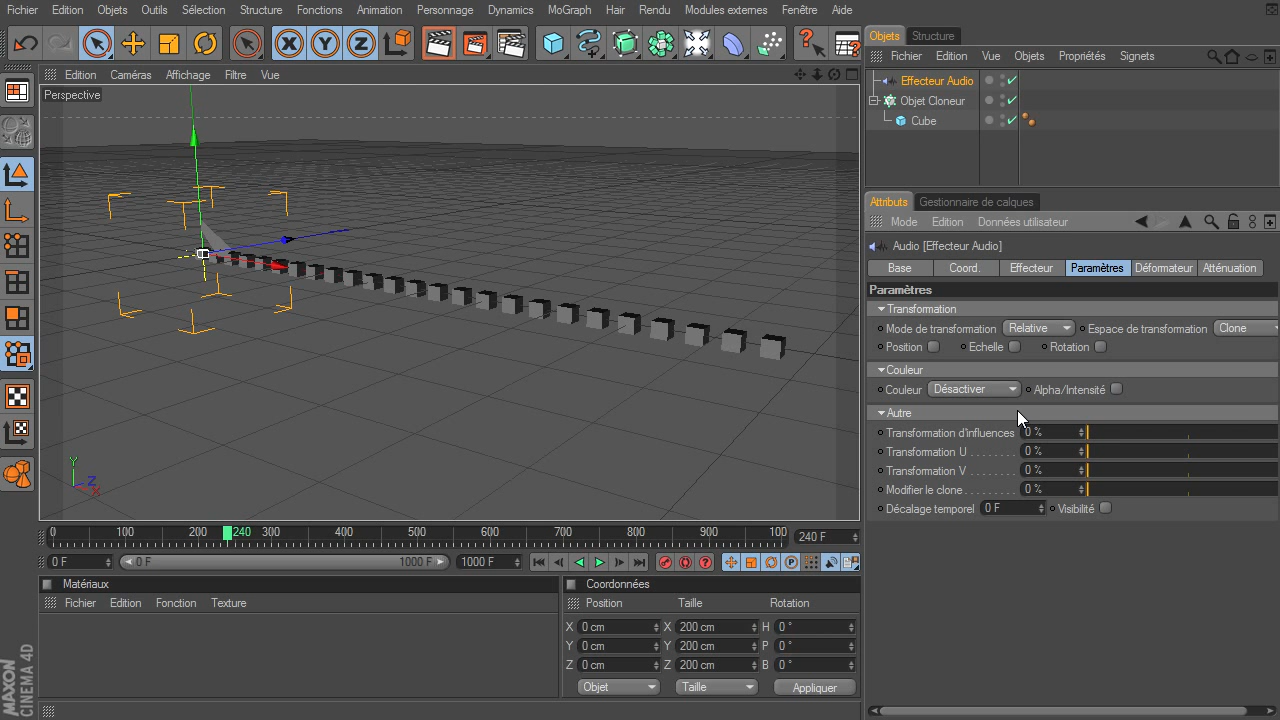 Fichier Edition Objets Outils Sélection Structure Fonctions Animation Personnage Dynamics MoGraph Hair Rendu Modules externes Fenêtre Aide
Objets Structure
Fichier Edition Vue Objets Propriétés Signets
Effecteur Audio
Objet Cloneur
Cube
Edition Caméras Affichage Filtre Vue
Perspective
Attributs Gestionnaire de calques
Mode Edition Données utilisateur
Audio [Effecteur Audio]
Base Coord. Effecteur Paramètres Déformateur Atténuation
Paramètres
Transformation
Mode de transformation Relative Espace de transformation Clone
Position Echelle Rotation
Couleur
Couleur Désactiver Alpha/Intensité
Autre
Transformation d'influences 0 %
Transformation U 0 %
Transformation V 0 %
Modifier le clone 0 %
Décalage temporel 0 F Visibilité
Y
Z
X
0 100 200 240 300 400 500 600 700 800 900 100 240 F
0 F 0 F 1000 F 1000 F
Matériaux
Fichier Edition Fonction Texture
Coordonnées
Position Taille Rotation
X 0 cm X 200 cm H 0 °
Y 0 cm Y 200 cm P 0 °
Z 0 cm Z 200 cm B 0 °
Objet Taille Appliquer
MAXON
CINEMA 4D